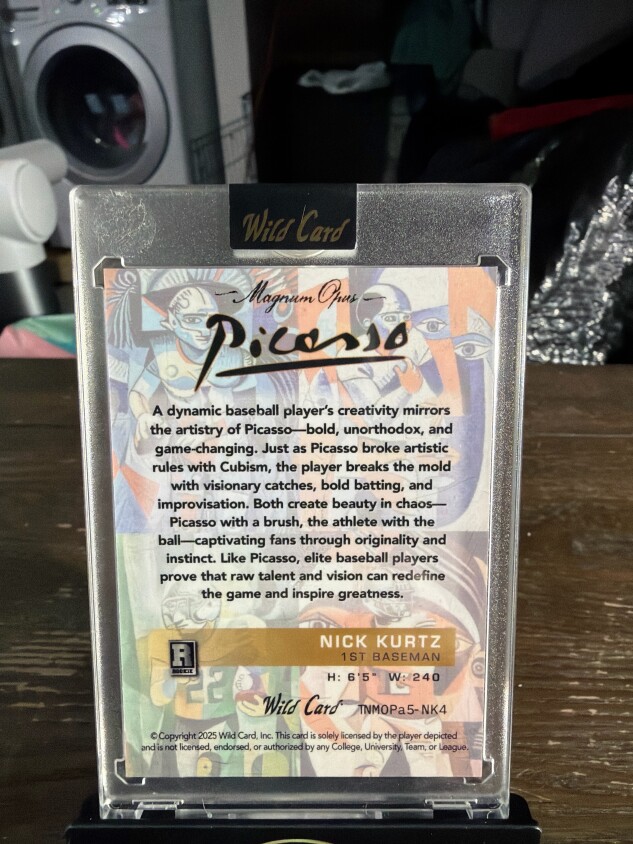 Wild Card
Magnum Opus
Picasso
A dynamic baseball player's creativity mirrors
the artistry of Picasso—bold, unorthodox, and
game-changing. Just as Picasso broke artistic
rules with Cubism, the player breaks the mold
with visionary catches, bold batting, and
improvisation. Both create beauty in chaos—
Picasso with a brush, the athlete with the
ball—captivating fans through originality and
instinct. Like Picasso, elite baseball players
prove that raw talent and vision can redefine
the game and inspire greatness.
NICK KURTZ
1ST BASEMAN
R
ROOKIE
H: 6'5" W: 240
22
Wild Card TNMOPa5-NK4
© Copyright 2025 Wild Card, Inc. This card is solely licensed by the player depicted
and is not licensed, endorsed, or authorized by any College, University, Team, or League.